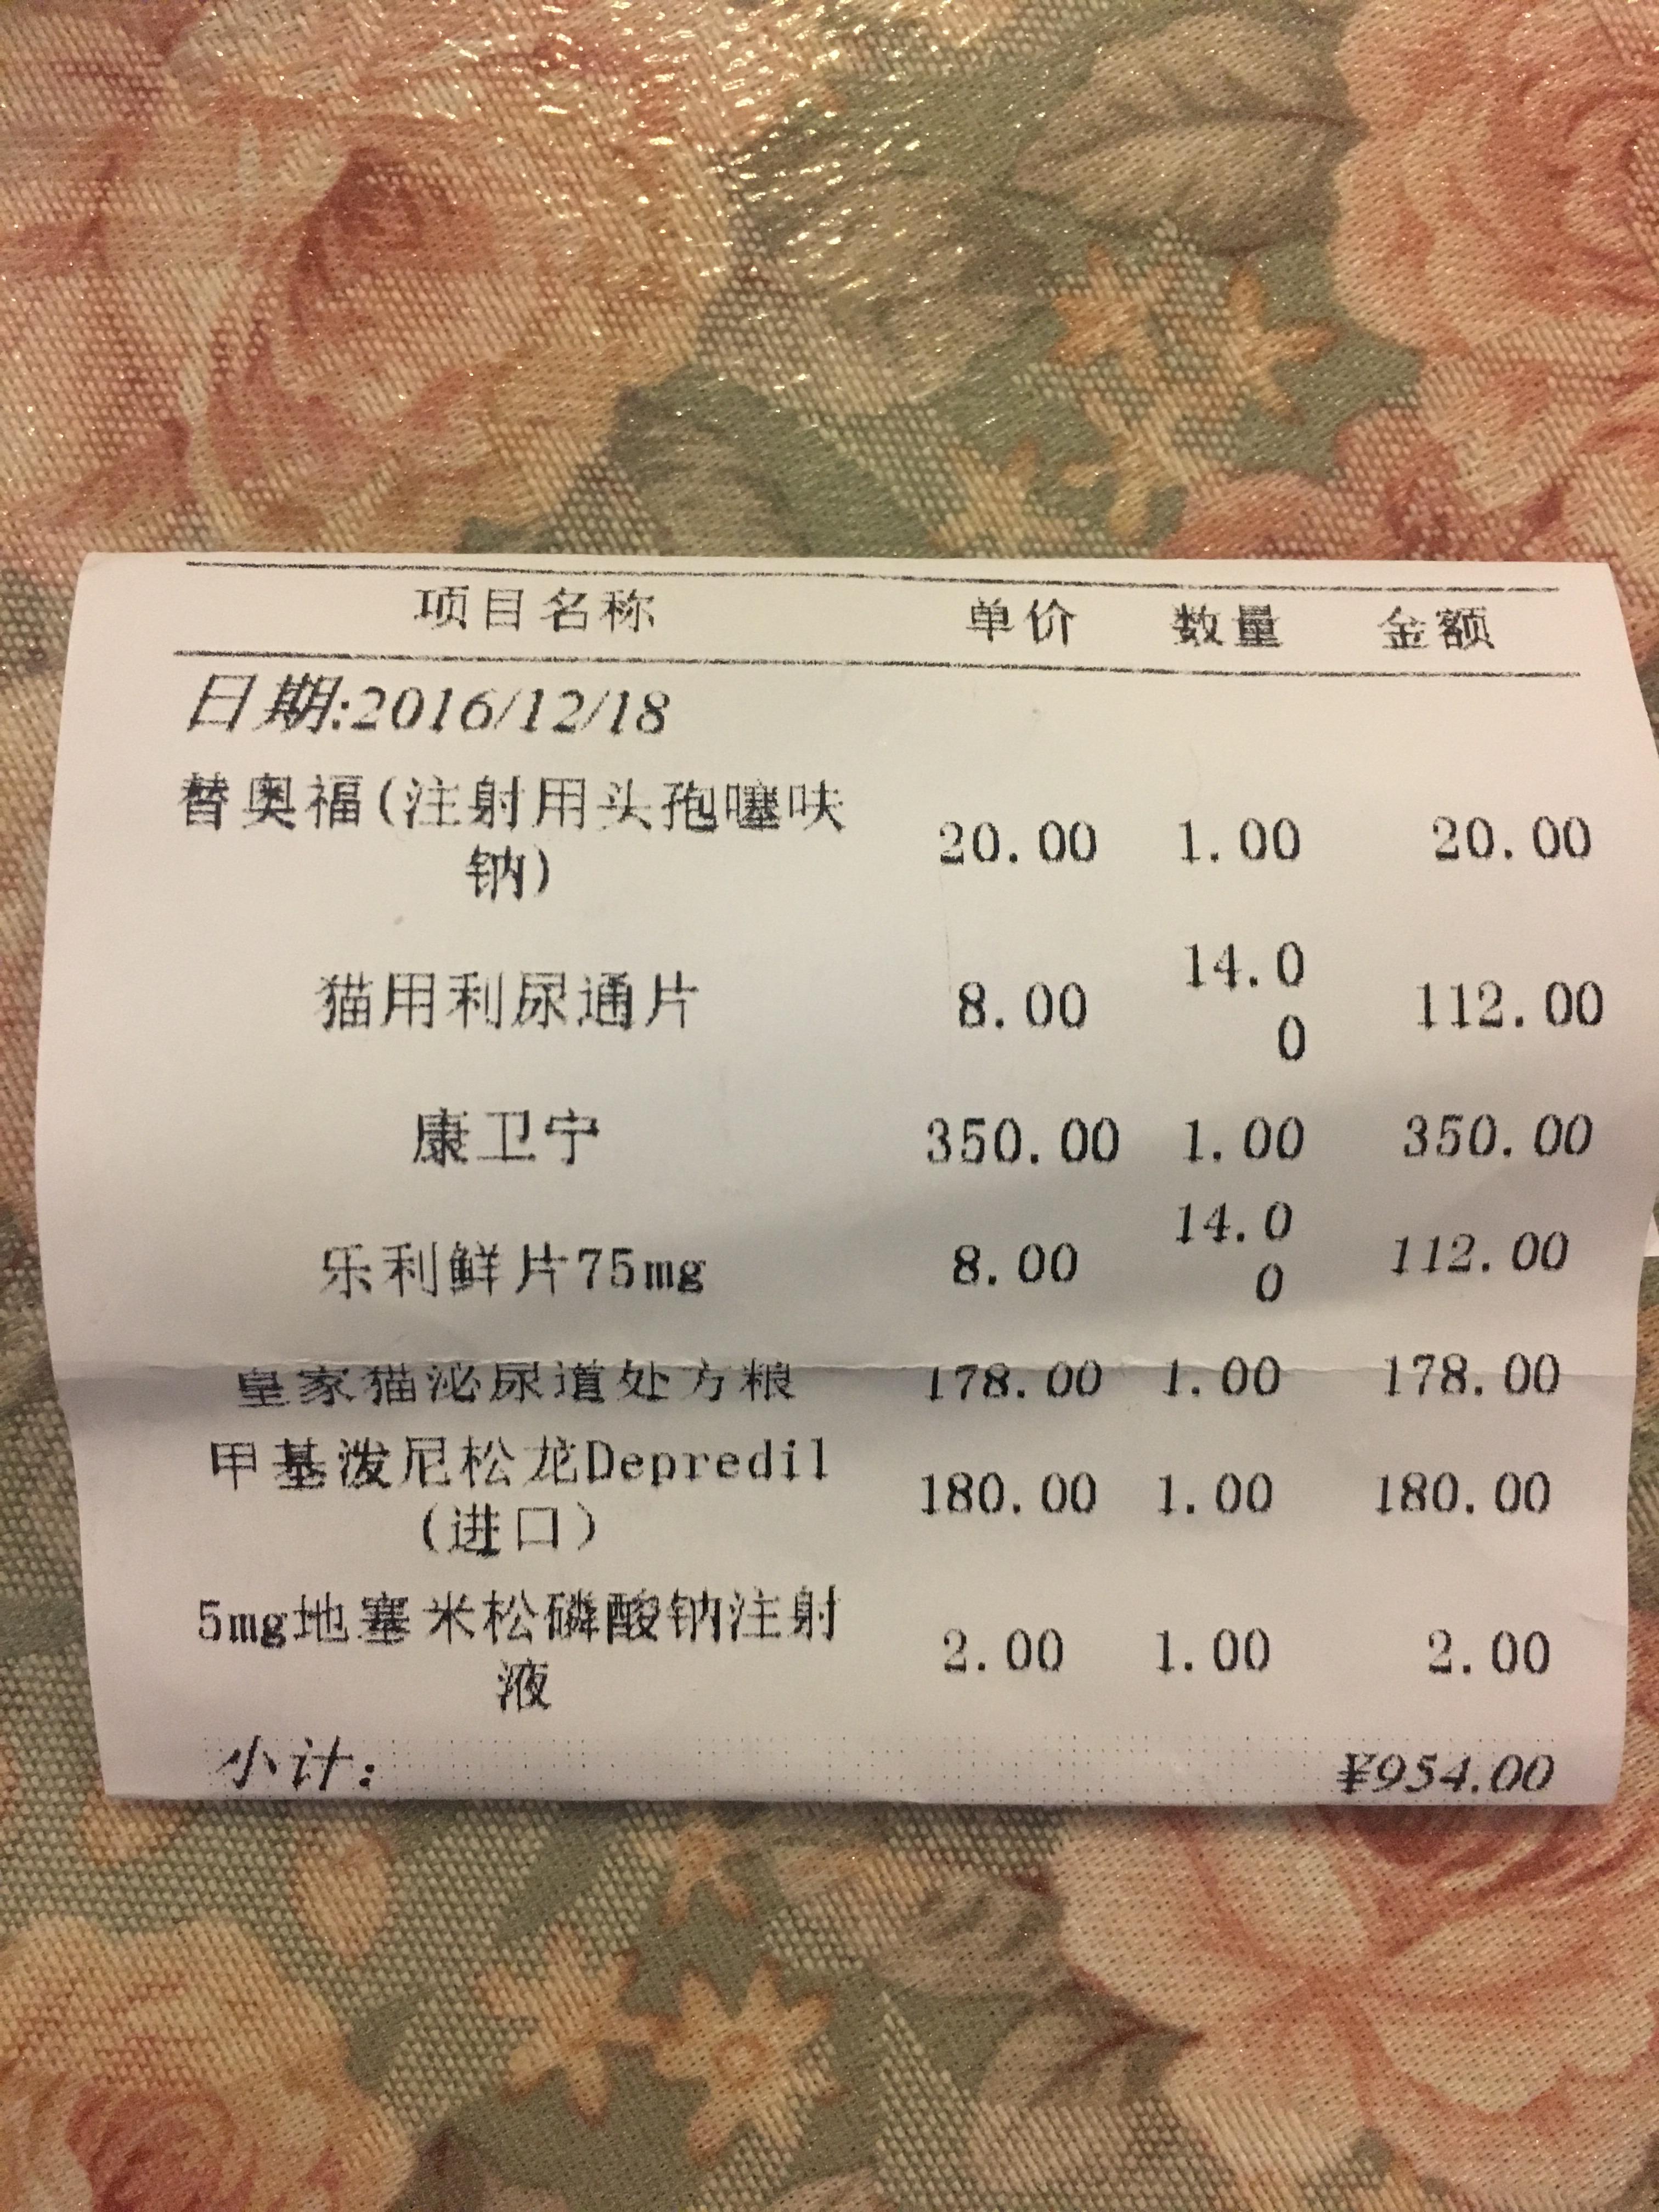 项目名称 单价 数量 金额
日期:2016/12/18
替奥福(注射用头孢噻呋
钠) 20.00 1.00 20.00
猫用利尿通片 8.00 14.0
0 112.00
康卫宁 350.00 1.00 350.00
乐利鲜片75mg 8.00 14.0
0 112.00
皇家猫泌尿道处方粮 178.00 1.00 178.00
甲基泼尼松龙Depredil
(进口) 180.00 1.00 180.00
5mg地塞米松磷酸钠注射
液 2.00 1.00 2.00
小计: ¥954.00